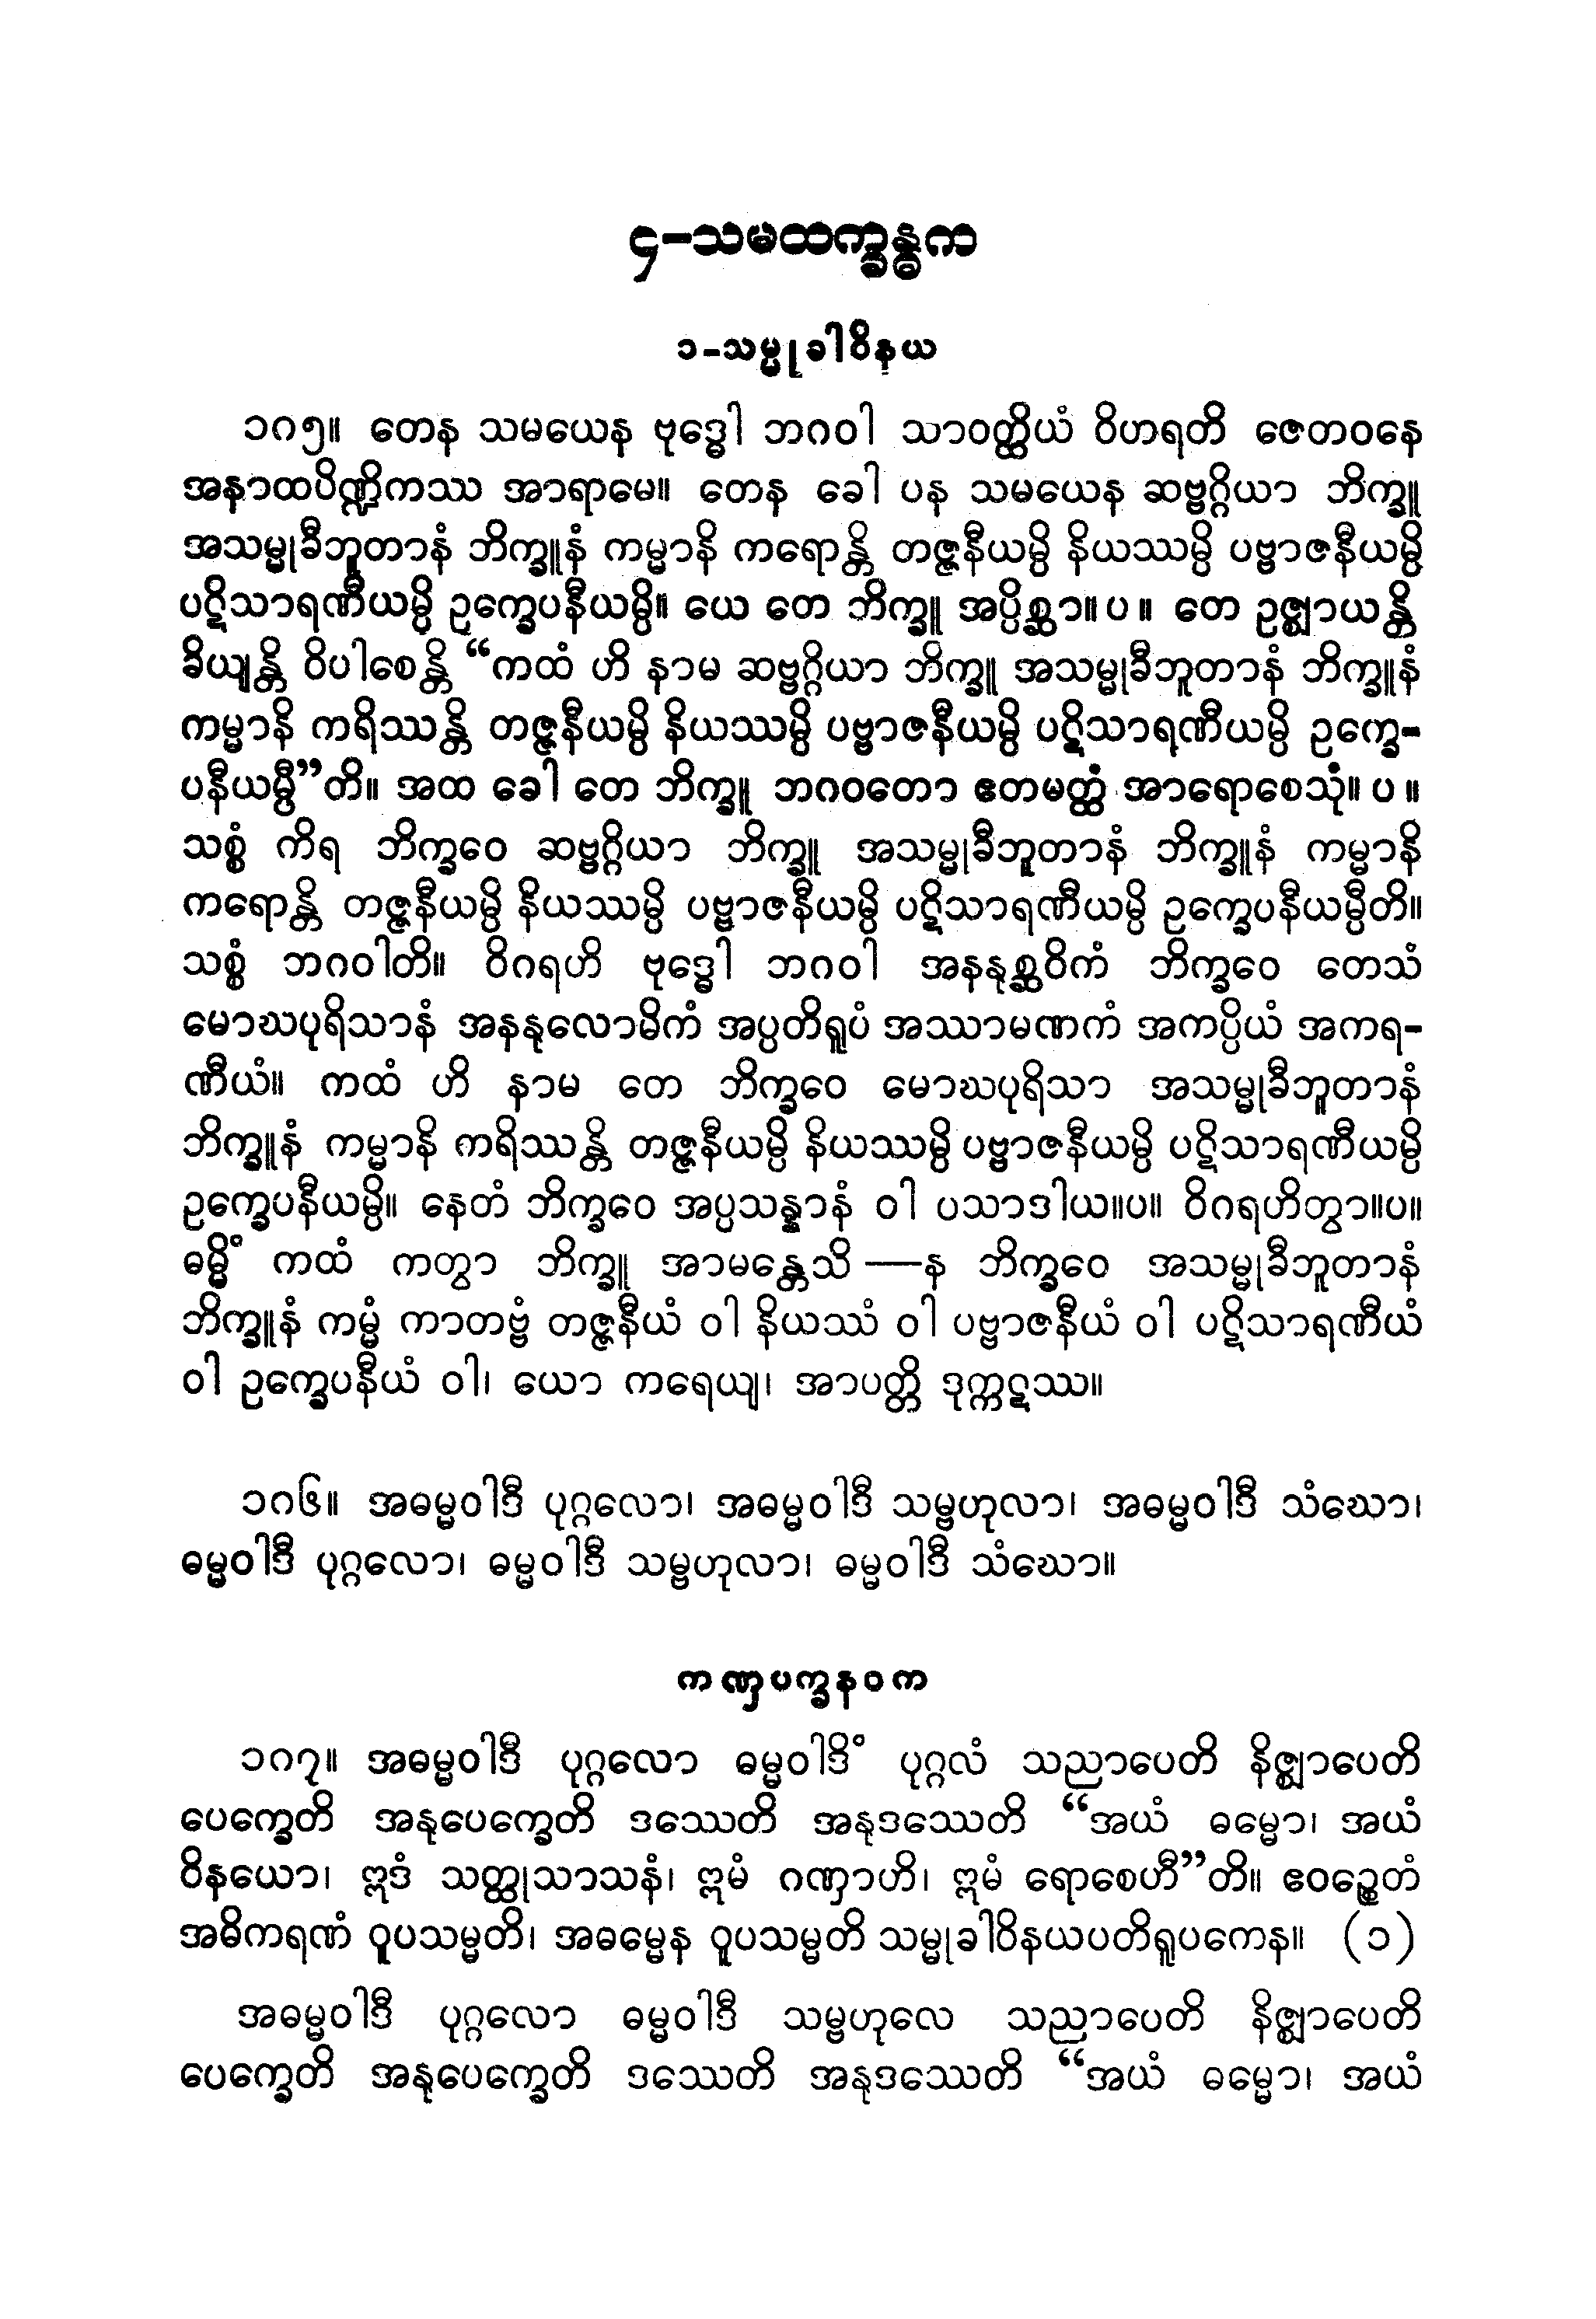 ၄-သမထက္ခန္ဓက
၁-သမ္မုခါဝိနယ
၁၈၅။ တေန သမယေန ဗုဒ္ဓေါ ဘဂဝါ သာဝတ္ထိယံ ဝိဟရတိ ဇေတဝနေ
အနာထပိဏ္ဍိကဿ အာရာမေ။ တေန ခေါ ပန သမယေန ဆဗ္ဗဂ္ဂိယာ ဘိက္ခူ
အသမ္မုခီဘူတာနံ ဘိက္ခူနံ ကမ္မာနိ ကရောန္တိ တဇ္ဇနီယမ္ပိ နိယဿမ္ပိ ပဗ္ဗာဇနီယမ္ပိ
ပဋိသာရဏီယမ္ပိ ဥက္ခေပနီယမ္ပိ။ ယေ တေ ဘိက္ခူ အပ္ပိစ္ဆာ။ပ။ တေ ဥဇ္ဈာယန္တိ
ခိယျန္တိ ဝိပါစေန္တိ “ကထံ ဟိ နာမ ဆဗ္ဗဂ္ဂိယာ ဘိက္ခူ အသမ္မုခီဘူတာနံ ဘိက္ခူနံ
ကမ္မာနိ ကရိဿန္တိ တဇ္ဇနီယမ္ပိ နိယဿမ္ပိ ပဗ္ဗာဇနီယမ္ပိ ပဋိသာရဏီယမ္ပိ ဥက္ခေ-
ပနီယမ္ပီ”တိ။ အထ ခေါ တေ ဘိက္ခူ ဘဂဝတော ဧတမတ္ထံ အာရောစေသုံ။ပ။
သစ္စံ ကိရ ဘိက္ခဝေ ဆဗ္ဗဂ္ဂိယာ ဘိက္ခူ အသမ္မုခီဘူတာနံ ဘိက္ခူနံ ကမ္မာနိ
ကရောန္တိ တဇ္ဇနီယမ္ပိ နိယဿမ္ပိ ပဗ္ဗာဇနီယမ္ပိ ပဋိသာရဏီယမ္ပိ ဥက္ခေပနီယမ္ပီတိ။
သစ္စံ ဘဂဝါတိ။ ဝိဂရဟိ ဗုဒ္ဓေါ ဘဂဝါ အနနုစ္ဆဝိကံ ဘိက္ခဝေ တေသံ
မောဃပုရိသာနံ အနနုလောမိကံ အပ္ပတိရူပံ အဿာမဏကံ အကပ္ပိယံ အကရ-
ဏီယံ။ ကထံ ဟိ နာမ တေ ဘိက္ခဝေ မောဃပုရိသာ အသမ္မုခီဘူတာနံ
ဘိက္ခူနံ ကမ္မာနိ ကရိဿန္တိ တဇ္ဇနီယမ္ပိ နိယဿမ္ပိ ပဗ္ဗာဇနီယမ္ပိ ပဋိသာရဏီယမ္ပိ
ဥက္ခေပနီယမ္ပိ။ နေတံ ဘိက္ခဝေ အပ္ပသန္နာနံ ဝါ ပသာဒါယ။ပ။ ဝိဂရဟိတွာ။ပ။
ဓမ္မိံ ကထံ ကတွာ ဘိက္ခူ အာမန္တေသိ —န ဘိက္ခဝေ အသမ္မုခီဘူတာနံ
ဘိက္ခူနံ ကမ္မံ ကာတဗ္ဗံ တဇ္ဇနီယံ ဝါ နိယဿံ ဝါ ပဗ္ဗာဇနီယံ ဝါ ပဋိသာရဏီယံ
ဝါ ဥက္ခေပနီယံ ဝါ၊ ယော ကရေယျ၊ အာပတ္တိ ဒုက္ကဋဿ။
၁၈၆။ အဓမ္မဝါဒီ ပုဂ္ဂလော၊ အဓမ္မဝါဒီ သမ္ဗဟုလာ၊ အဓမ္မဝါဒီ သံဃော၊
ဓမ္မဝါဒီ ပုဂ္ဂလော၊ ဓမ္မဝါဒီ သမ္ဗဟုလာ၊ ဓမ္မဝါဒီ သံဃော။
ကဏှပက္ခနဝက
၁၈၇။ အဓမ္မဝါဒီ ပုဂ္ဂလော ဓမ္မဝါဒိံ ပုဂ္ဂလံ သညာပေတိ နိဇ္ဈာပေတိ
ပေက္ခေတိ အနုပေက္ခေတိ ဒဿေတိ အနုဒဿေတိ “အယံ ဓမ္မော၊ အယံ
ဝိနယော၊ ဣဒံ သတ္ထုသာသနံ၊ ဣမံ ဂဏှာဟိ၊ ဣမံ ရောစေဟီ”တိ။ ဧဝဉ္စေတံ
အဓိကရဏံ ဝူပသမ္မတိ၊ အဓမ္မေန ဝူပသမ္မတိ သမ္မုခါဝိနယပတိရူပကေန။ (၁)
အဓမ္မဝါဒီ ပုဂ္ဂလော ဓမ္မဝါဒီ သမ္ဗဟုလေ သညာပေတိ နိဇ္ဈာပေတိ
ပေက္ခေတိ အနုပေက္ခေတိ ဒဿေတိ အနုဒဿေတိ “အယံ ဓမ္မော၊ အယံ